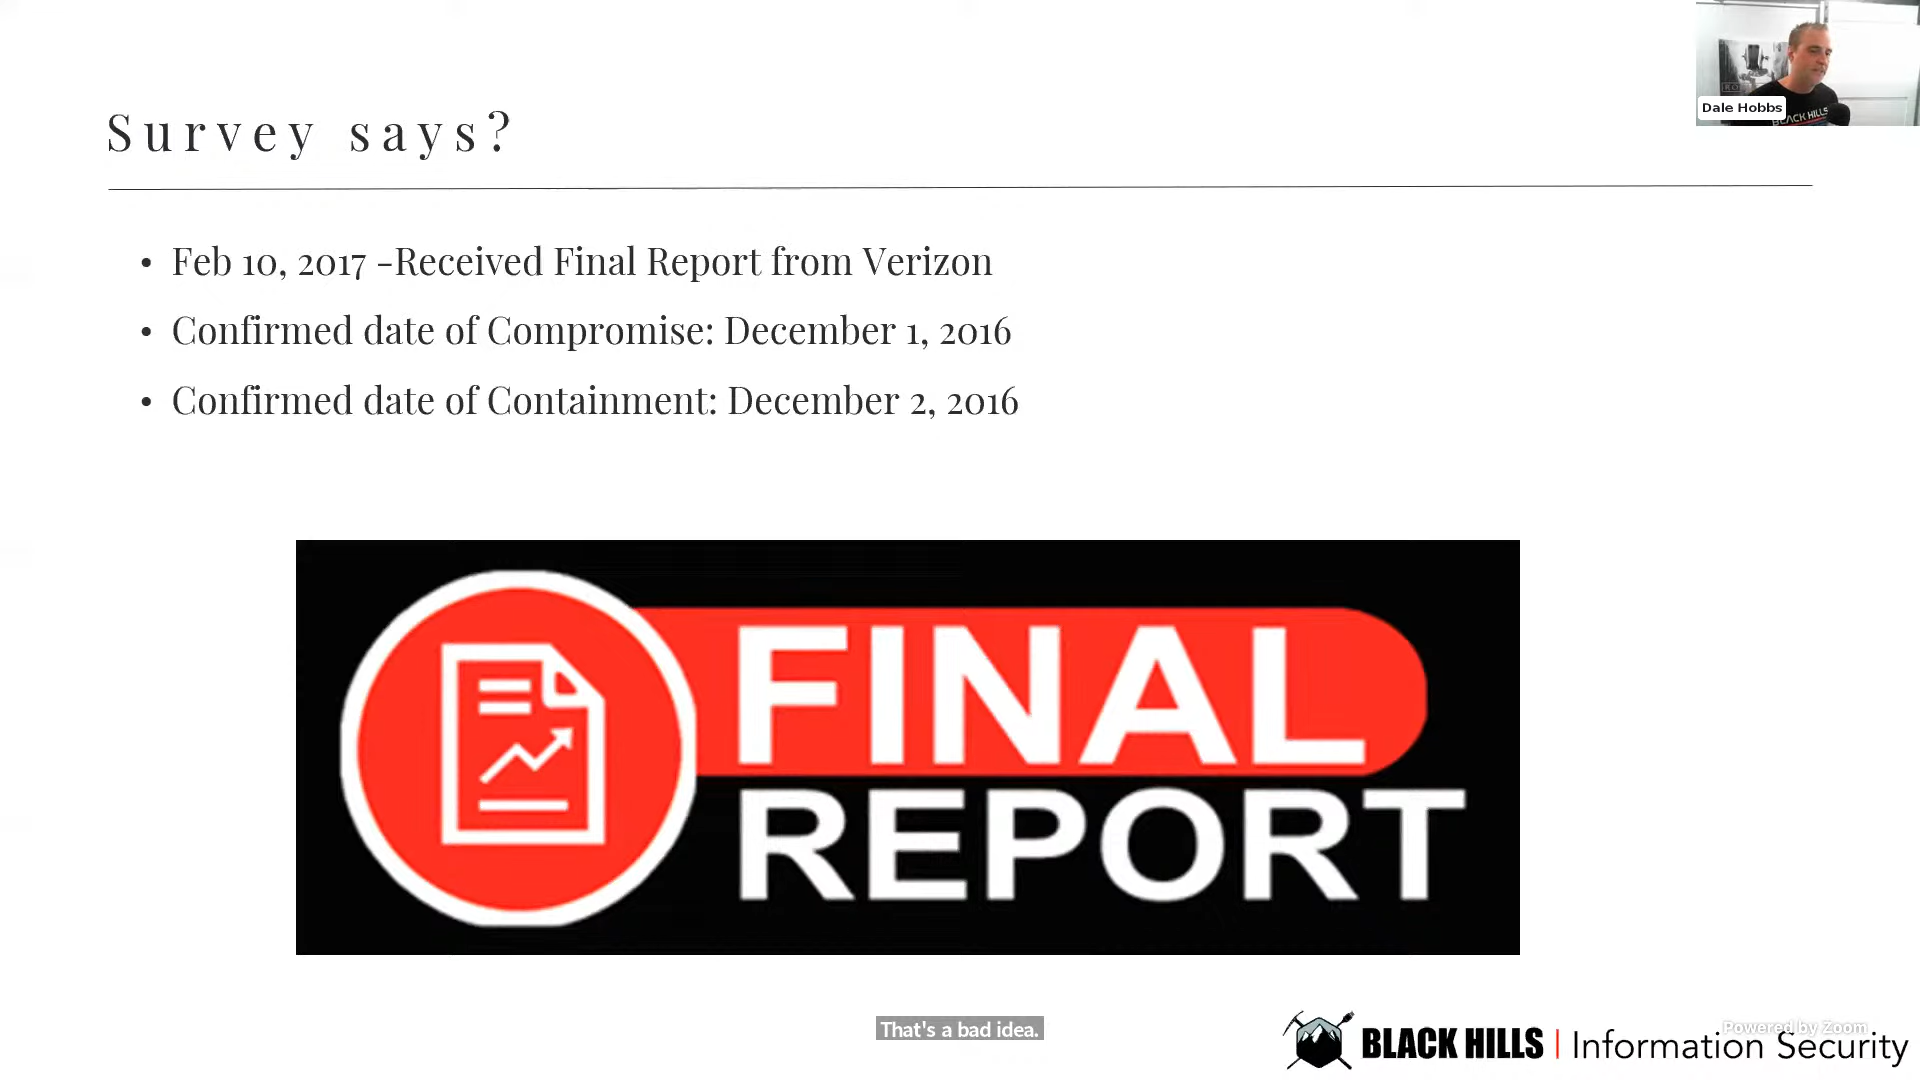 Survey says?
Dale Hobbs
BLACK HILLS
• Feb 10, 2017 -Received Final Report from Verizon
• Confirmed date of Compromise: December 1, 2016
• Confirmed date of Containment: December 2, 2016
FINAL
REPORT
That's a bad idea.
Powered by Zoom
BLACK HILLS | Information Security